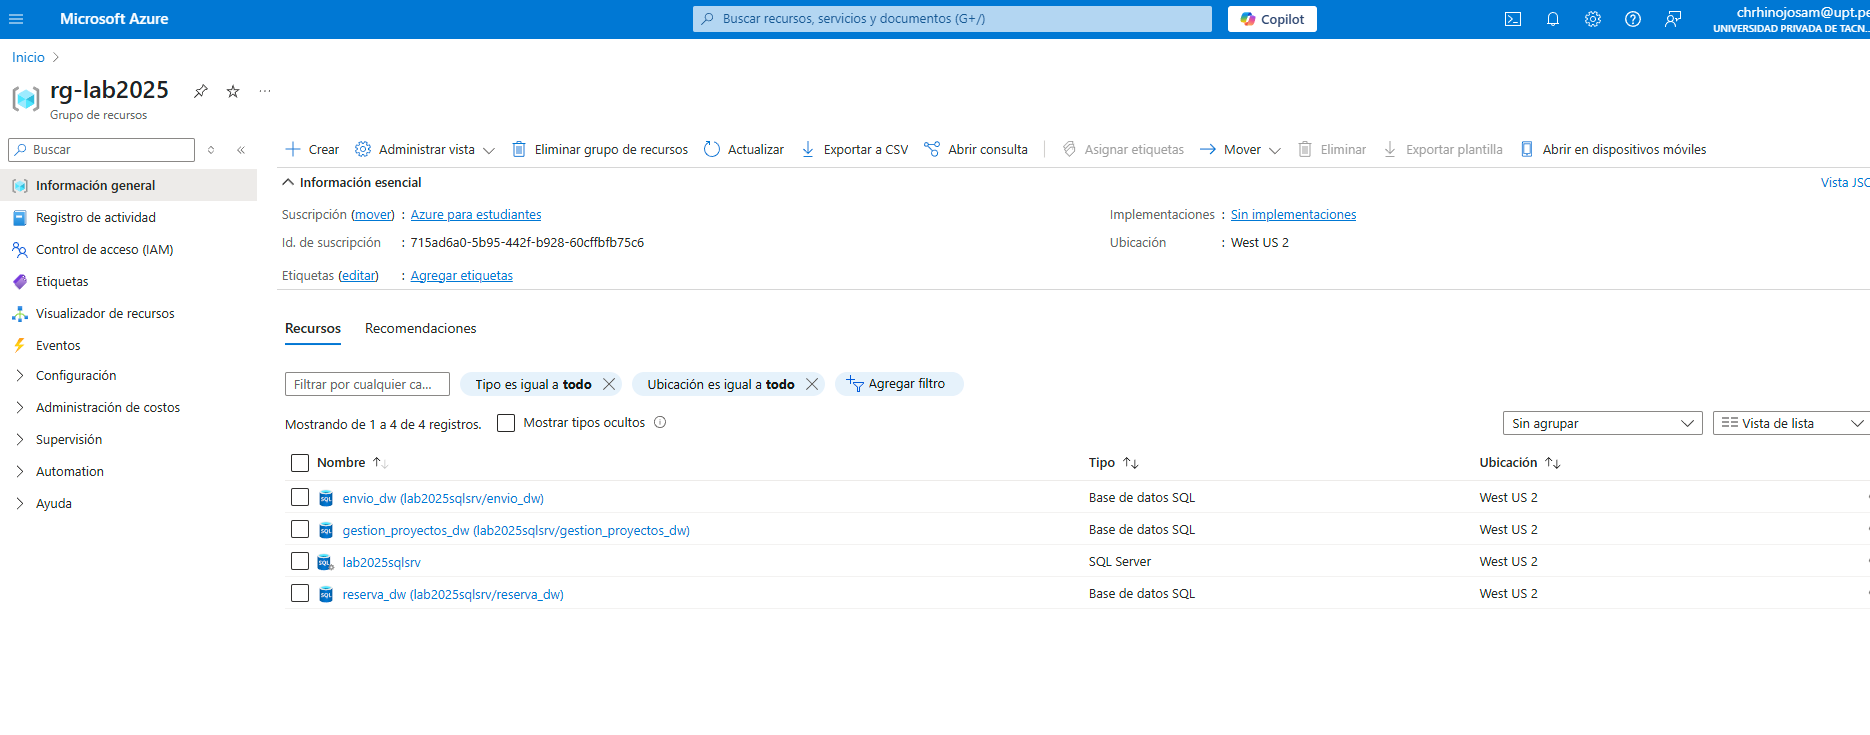 Microsoft Azure
Buscar recursos, servicios y documentos (G+/)
Copilot
chrhinojosam@upt.pe
UNIVERSIDAD PRIVADA DE TACN...
Inicio
rg-lab2025
Grupo de recursos
Buscar
Crear
Administrar vista
Eliminar grupo de recursos
Actualizar
Exportar a CSV
Abrir consulta
Asignar etiquetas
Mover
Eliminar
Exportar plantilla
Abrir en dispositivos móviles
Información general
Registro de actividad
Control de acceso (IAM)
Etiquetas
Visualizador de recursos
Eventos
Configuración
Administración de costos
Supervisión
Automation
Ayuda
Información esencial
Vista JSC
Suscripción (mover) : Azure para estudiantes
Implementaciones : Sin implementaciones
Id. de suscripción : 715ad6a0-5b95-442f-b928-60cffbfb75c6
Ubicación : West US 2
Etiquetas (editar) : Agregar etiquetas
Recursos Recomendaciones
Filtrar por cualquier ca...
Tipo es igual a todo
Ubicación es igual a todo
Agregar filtro
Mostrando de 1 a 4 de 4 registros.
Mostrar tipos ocultos
Sin agrupar
Vista de lista
Nombre Tipo Ubicación
envio_dw (lab2025sqlsrv/envio_dw) Base de datos SQL West US 2
gestion_proyectos_dw (lab2025sqlsrv/gestion_proyectos_dw) Base de datos SQL West US 2
lab2025sqlsrv SQL Server West US 2
reserva_dw (lab2025sqlsrv/reserva_dw) Base de datos SQL West US 2